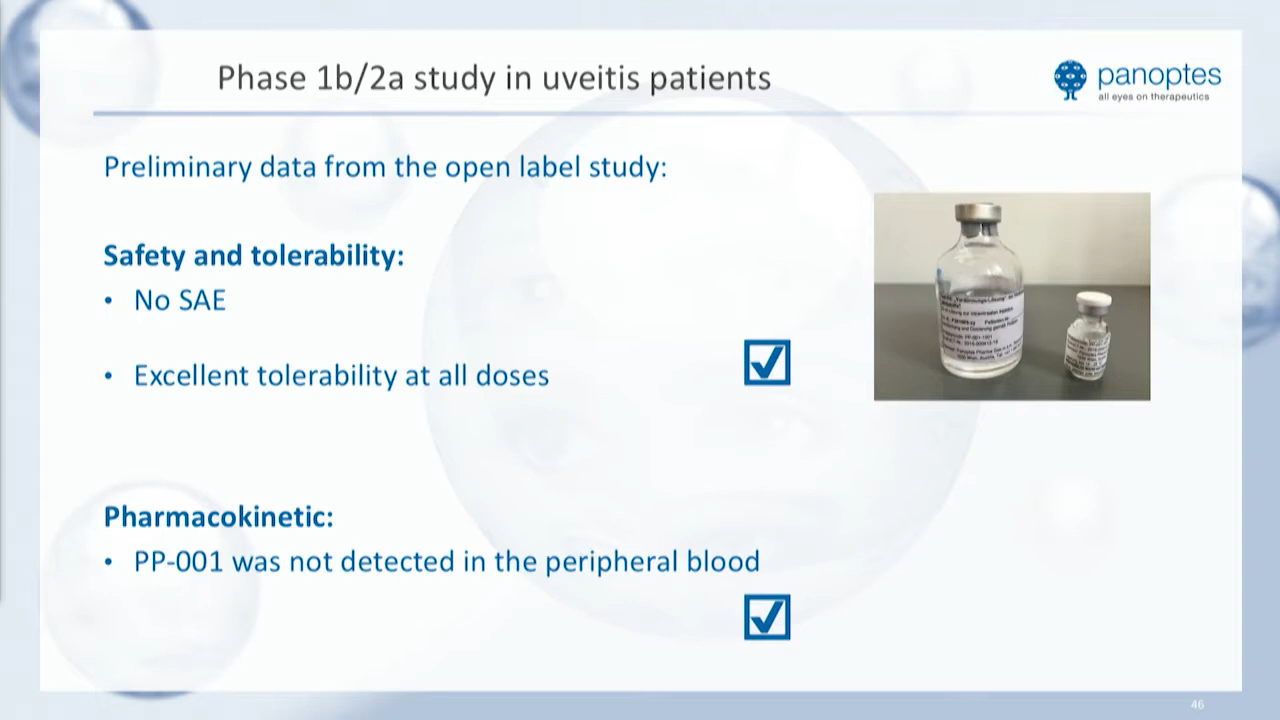 Phase 1b/2a study in uveitis patients
panoptes
all eyes on therapeutics
Preliminary data from the open label study:
Safety and tolerability:
• No SAE
• Excellent tolerability at all doses
Pharmacokinetic:
• PP-001 was not detected in the peripheral blood
46